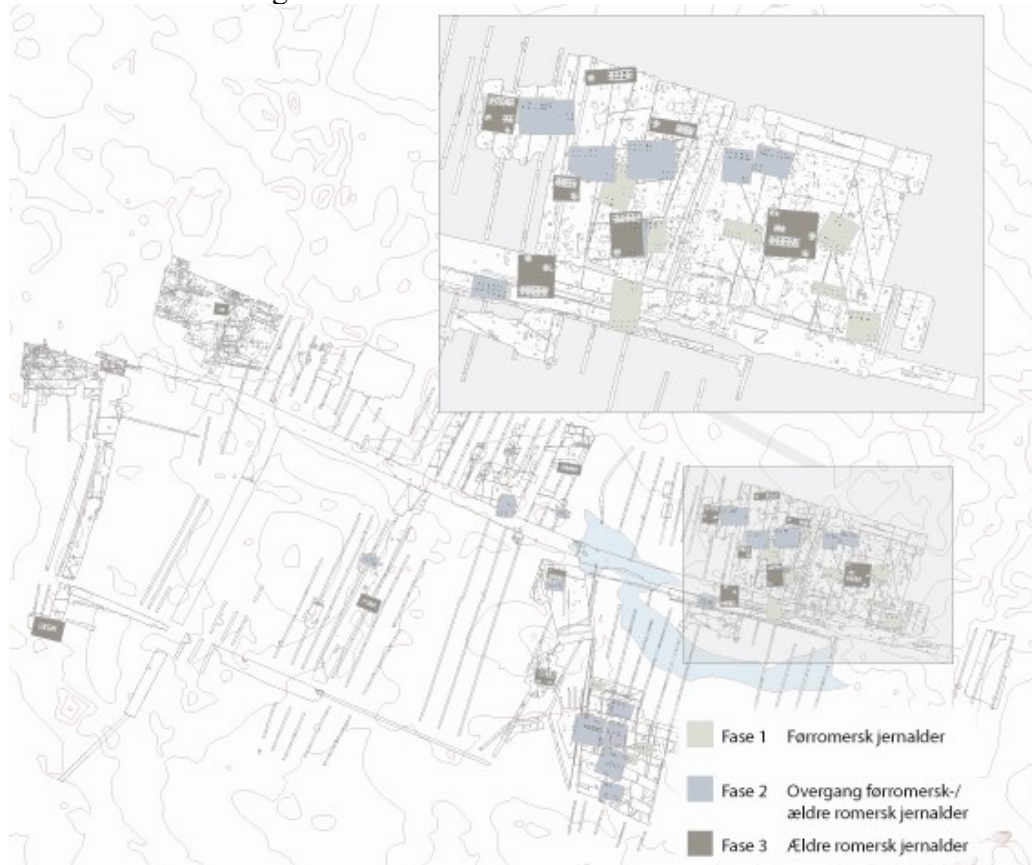 Fase 1 Førromersk jernalder
Fase 2 Overgang førromersk-/
ældre romersk jernalder
Fase 3 Ældre romersk jernalder